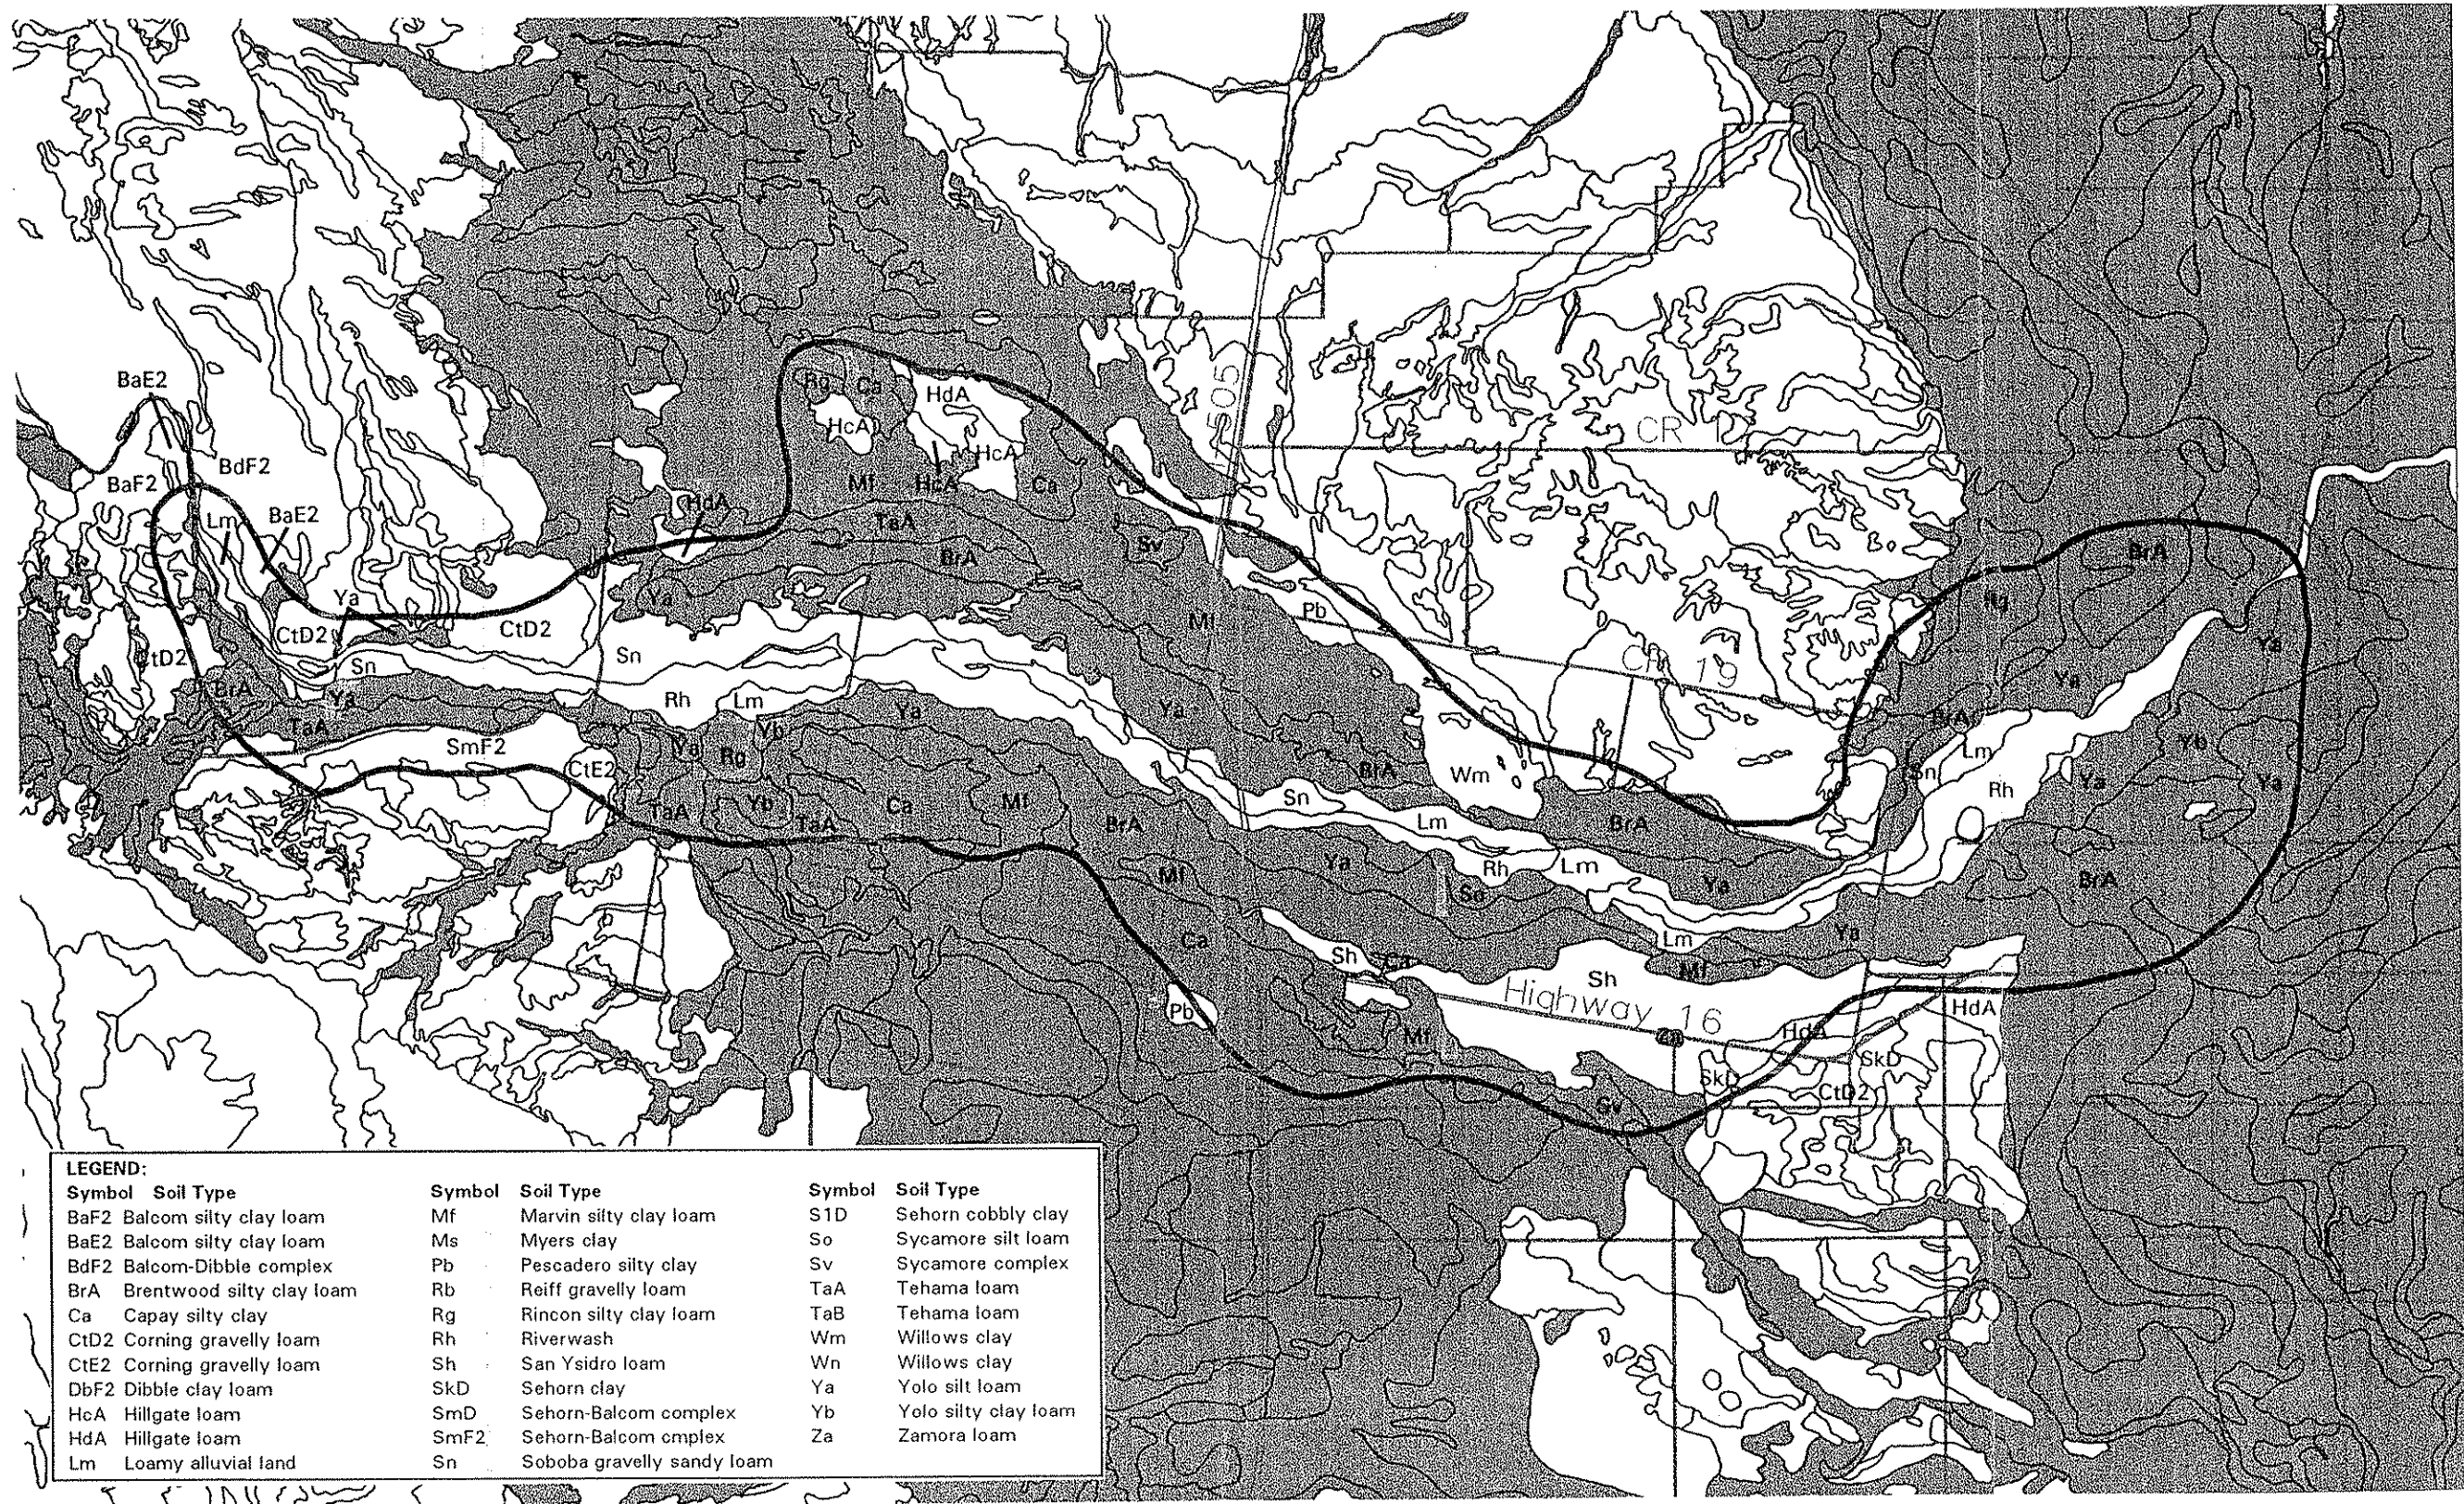 BaE2
Rg
Ca
HdA
I-505
HcA
CR 1
BaF2
BdF2
HcA
Mf
HcA
Ca
HdA
Lm
BaE2
TaA
Sv
BrA
BrA
Ya
Ya
Rg
Pb
Mf
CtD2
CtD2
Ya
CtD2
Sn
Sn
CR 19
Ya
BrA
Ya
Rh
Lm
Ya
Ya
BrA
TaA
SmF2
Ya
Rg
Yb
Yb
Lm
CtE2
BrA
Wm
Sn
Ya
Ya
Rh
TaA
Yb
TaA
Ca
Mf
BrA
Sn
Lm
BrA
Mf
Ya
Rh
Lm
Ya
BrA
So
Ca
Lm
Ya
Sh
Ca
Sh
Mf
Pb
Highway 16
HdA
Mf
Za
HdA
SkD
SkD
CtD2
Sv
LEGEND:
Symbol Soil Type Symbol Soil Type Symbol Soil Type
BaF2 Balcom silty clay loam Mf Marvin silty clay loam S1D Sehorn cobbly clay
BaE2 Balcom silty clay loam Ms Myers clay So Sycamore silt loam
BdF2 Balcom-Dibble complex Pb Pescadero silty clay Sv Sycamore complex
BrA Brentwood silty clay loam Rb Reiff gravelly loam TaA Tehama loam
Ca Capay silty clay Rg Rincon silty clay loam TaB Tehama loam
CtD2 Corning gravelly loam Rh Riverwash Wm Willows clay
CtE2 Corning gravelly loam Sh San Ysidro loam Wn Willows clay
DbF2 Dibble clay loam SkD Sehorn clay Ya Yolo silt loam
HcA Hillgate loam SmD Sehorn-Balcom complex Yb Yolo silty clay loam
HdA Hillgate loam SmF2 Sehorn-Balcom cmplex Za Zamora loam
Lm Loamy alluvial land Sn Soboba gravelly sandy loam